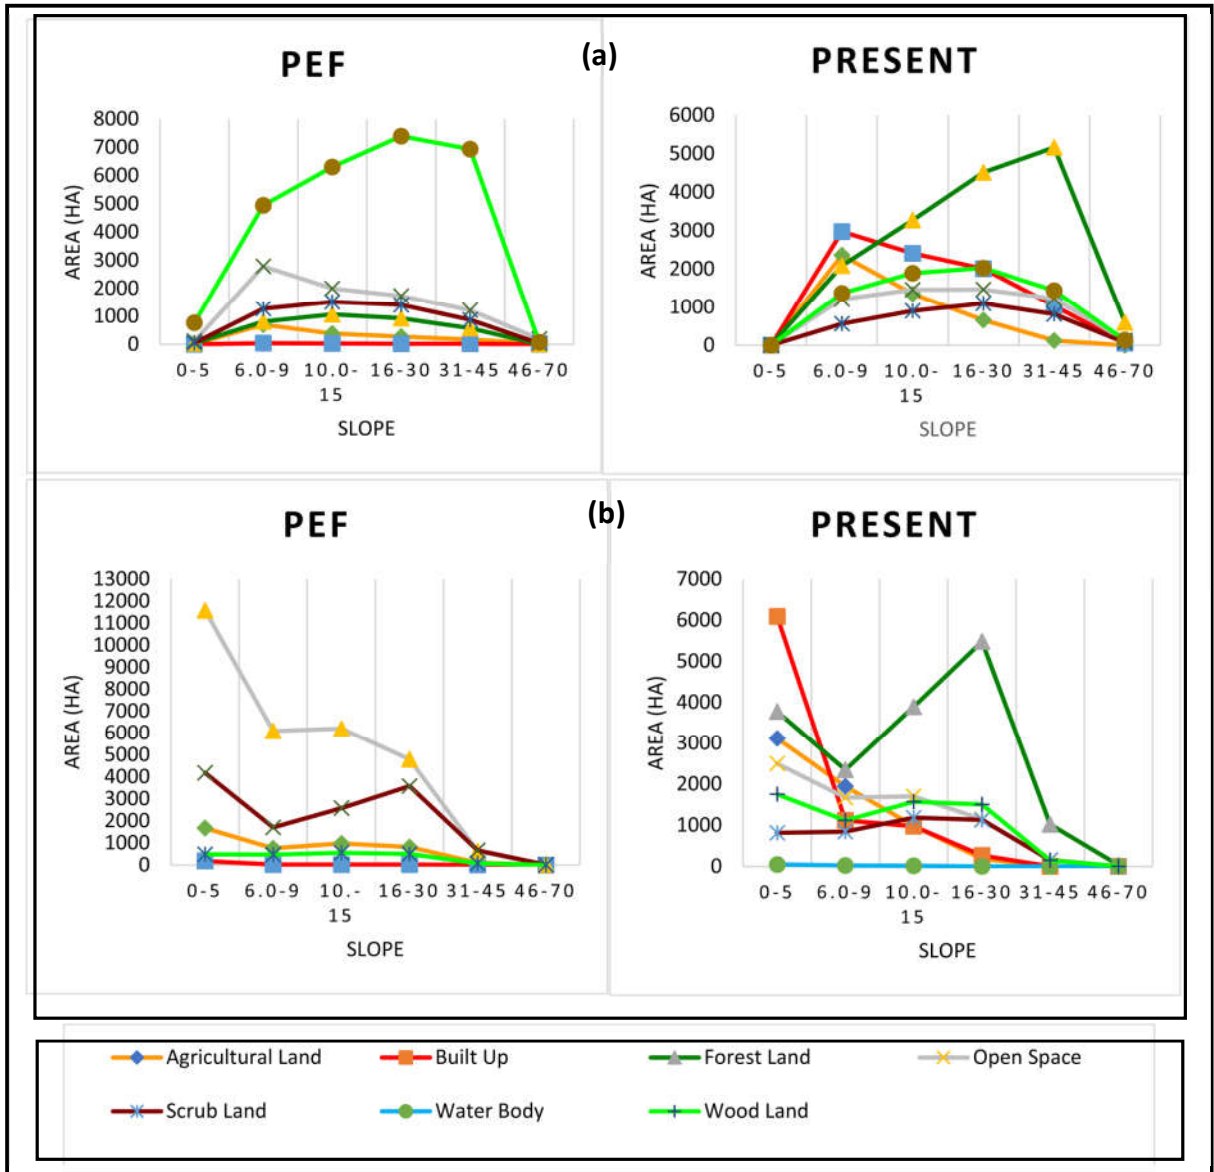 (a)
PEF
8000
7000
6000
5000
4000
3000
2000
1000
0
AREA (HA)
0-5 6.0-9 10.0- 16-30 31-45 46-70
15
SLOPE
PRESENT
6000
5000
4000
3000
2000
1000
0
AREA (HA)
0-5 6.0-9 10.0- 16-30 31-45 46-70
15
SLOPE
(b)
PEF
13000
12000
11000
10000
9000
8000
7000
6000
5000
4000
3000
2000
1000
0
AREA (HA)
0-5 6.0-9 10.- 16-30 31-45 46-70
15
SLOPE
PRESENT
7000
6000
5000
4000
3000
2000
1000
0
AREA (HA)
0-5 6.0-9 10.0- 16-30 31-45 46-70
15
SLOPE
Agricultural Land Built Up Forest Land Open Space
Scrub Land Water Body Wood Land